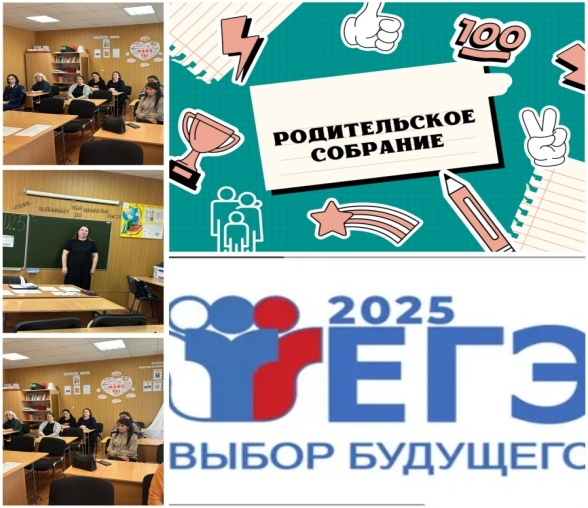 100
РОДИТЕЛЬСКОЕ
СОБРАНИЕ
2025
ЕГЭ
ВЫБОР БУДУЩЕГО